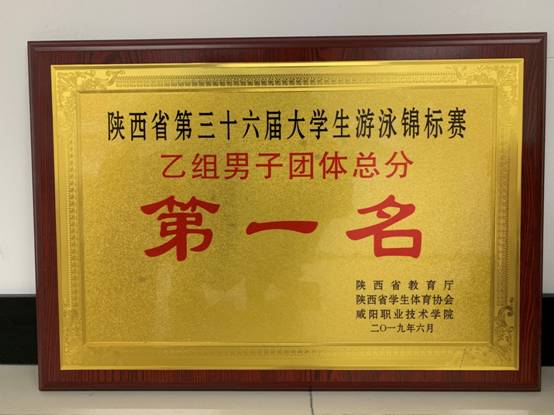 陕西省第三十六届大学生游泳锦标赛
乙组男子团体总分
第一名
陕西省教育厅
陕西省学生体育协会
咸阳职业技术学院
二〇一九年六月